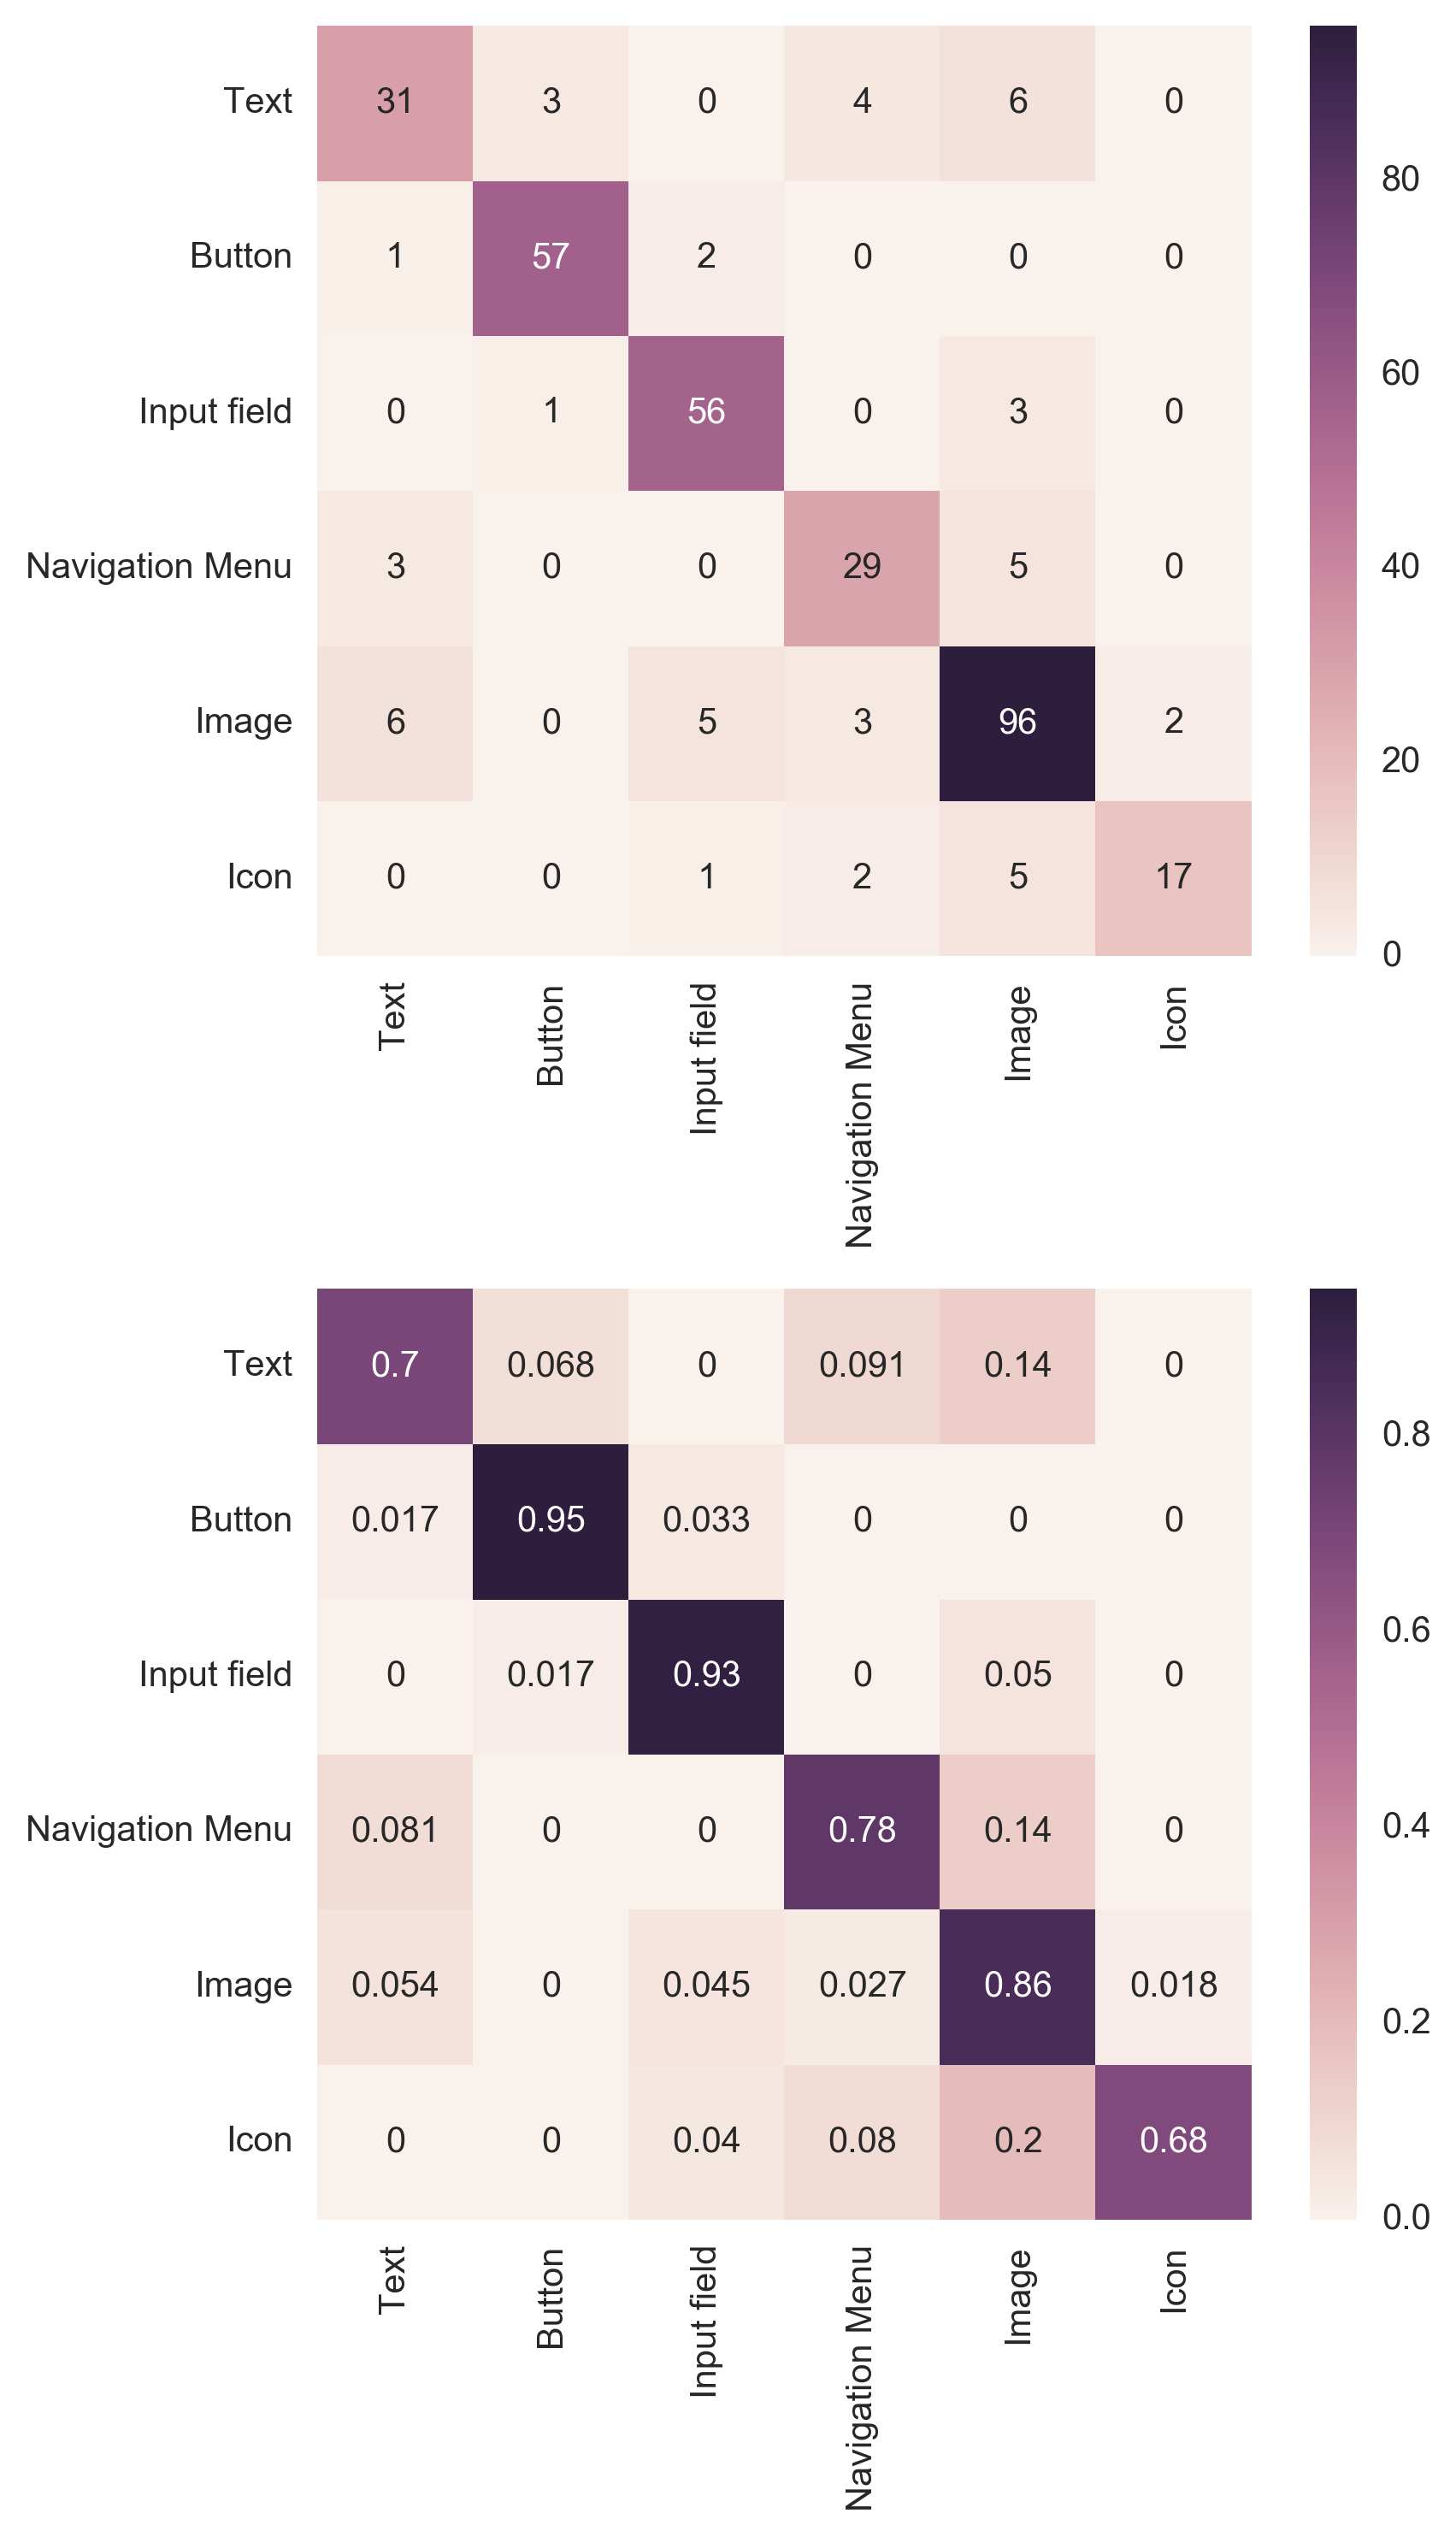 Text 31 3 0 4 6 0
80
Button 1 57 2 0 0 0
60
Input field 0 1 56 0 3 0
Navigation Menu 3 0 0 29 5 0
40
Image 6 0 5 3 96 2
20
Icon 0 0 1 2 5 17
0
Text Button Input field Navigation Menu Image Icon
Text 0.7 0.068 0 0.091 0.14 0
0.8
Button 0.017 0.95 0.033 0 0 0
0.6
Input field 0 0.017 0.93 0 0.05 0
Navigation Menu 0.081 0 0 0.78 0.14 0
0.4
Image 0.054 0 0.045 0.027 0.86 0.018
0.2
Icon 0 0 0.04 0.08 0.2 0.68
0.0
Text Button Input field Navigation Menu Image Icon